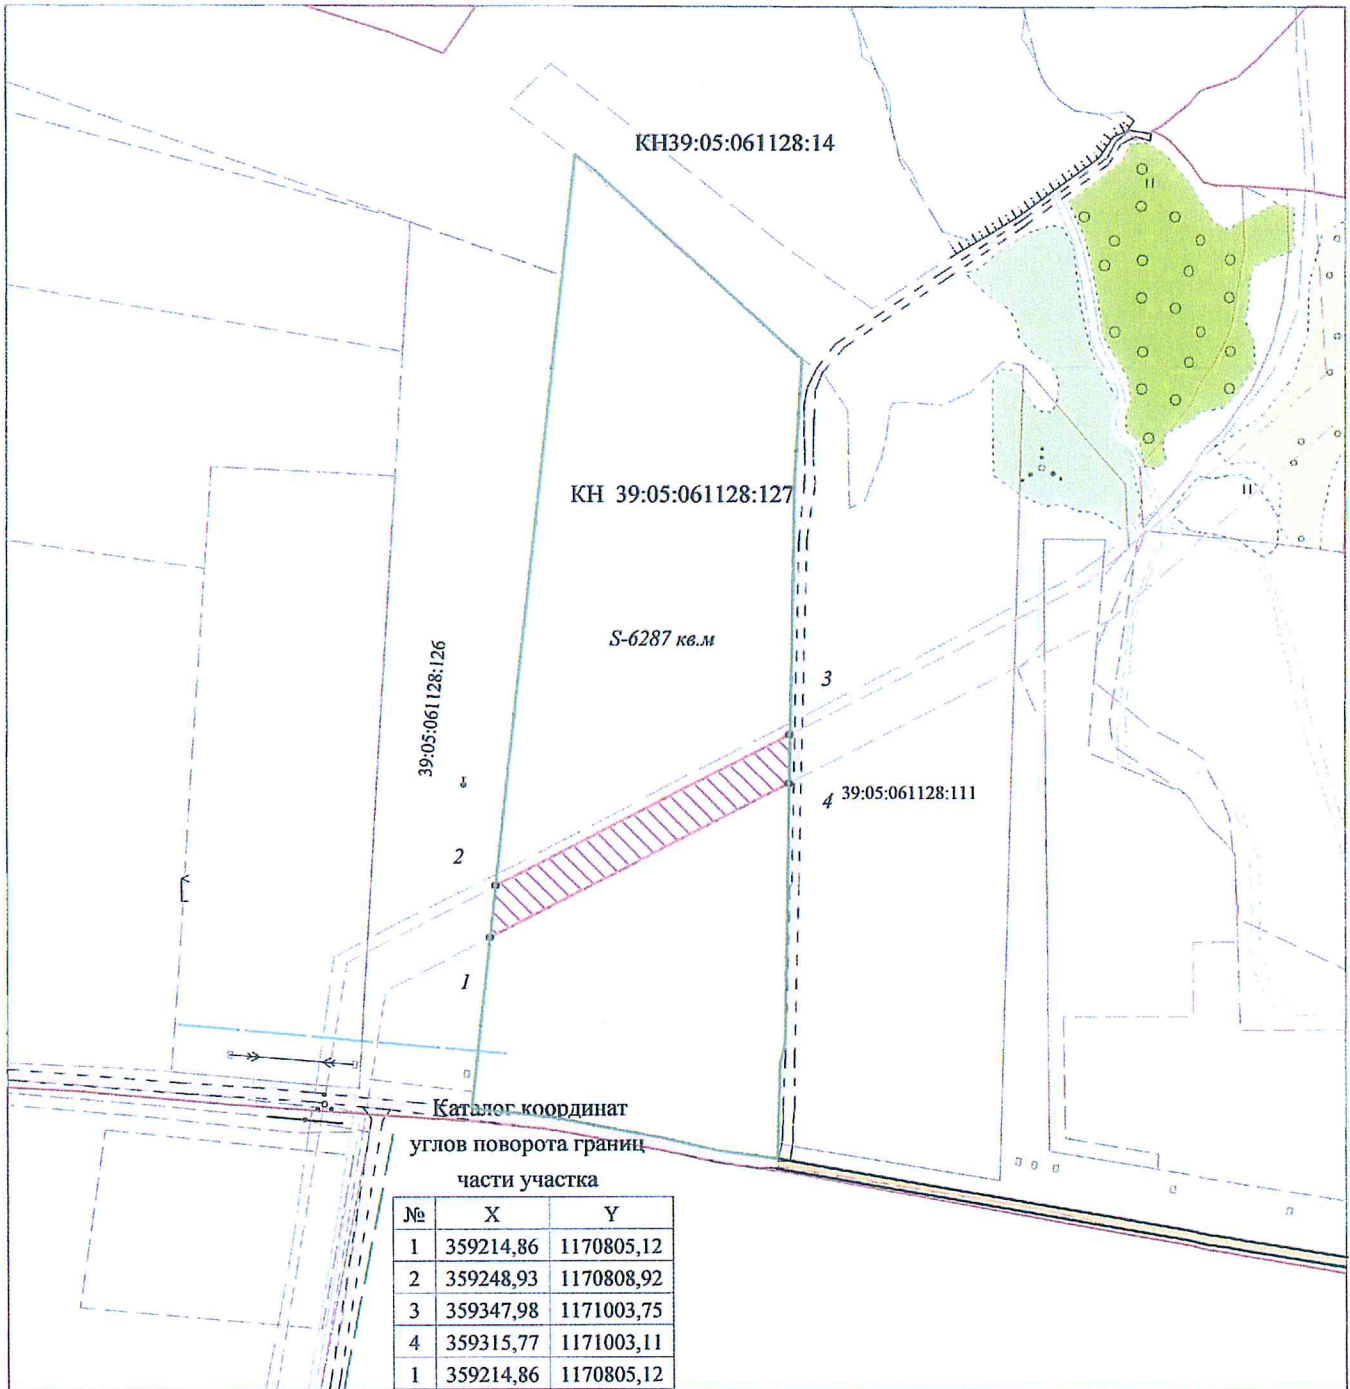 КН39:05:061128:14
КН 39:05:061128:127
S-6287 кв.м
39:05:061128:126
3
4 39:05:061128:111
2
1
Каталог координат
углов поворота границ
части участка
№ X Y
1 359214,86 1170805,12
2 359248,93 1170808,92
3 359347,98 1171003,75
4 359315,77 1171003,11
1 359214,86 1170805,12